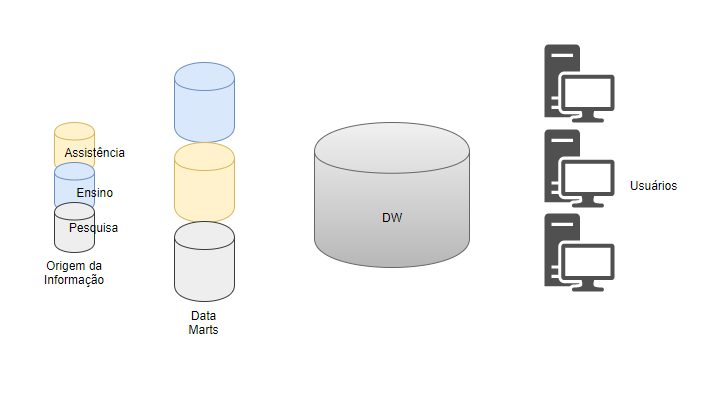 Assistência
Ensino
Pesquisa
Origem da
Informação
Data
Marts
DW
Usuários